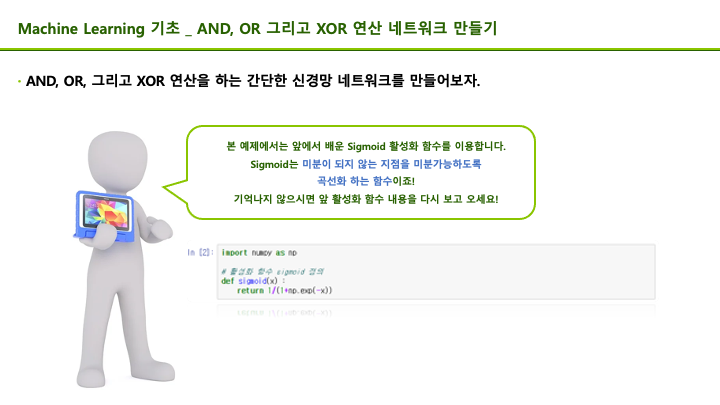 Machine Learning 기초 _ AND, OR 그리고 XOR 연산 네트워크 만들기
· AND, OR, 그리고 XOR 연산을 하는 간단한 신경망 네트워크를 만들어보자.
본 예제에서는 앞에서 배운 Sigmoid 활성화 함수를 이용합니다.
Sigmoid는 미분이 되지 않는 지점을 미분가능하도록
곡선화 하는 함수이죠!
기억나지 않으시면 앞 활성화 함수 내용을 다시 보고 오세요!
In [2]: import numpy as np
# 활성화 함수 sigmoid 정의
def sigmoid(x) :
return 1/(1+np.exp(-x))